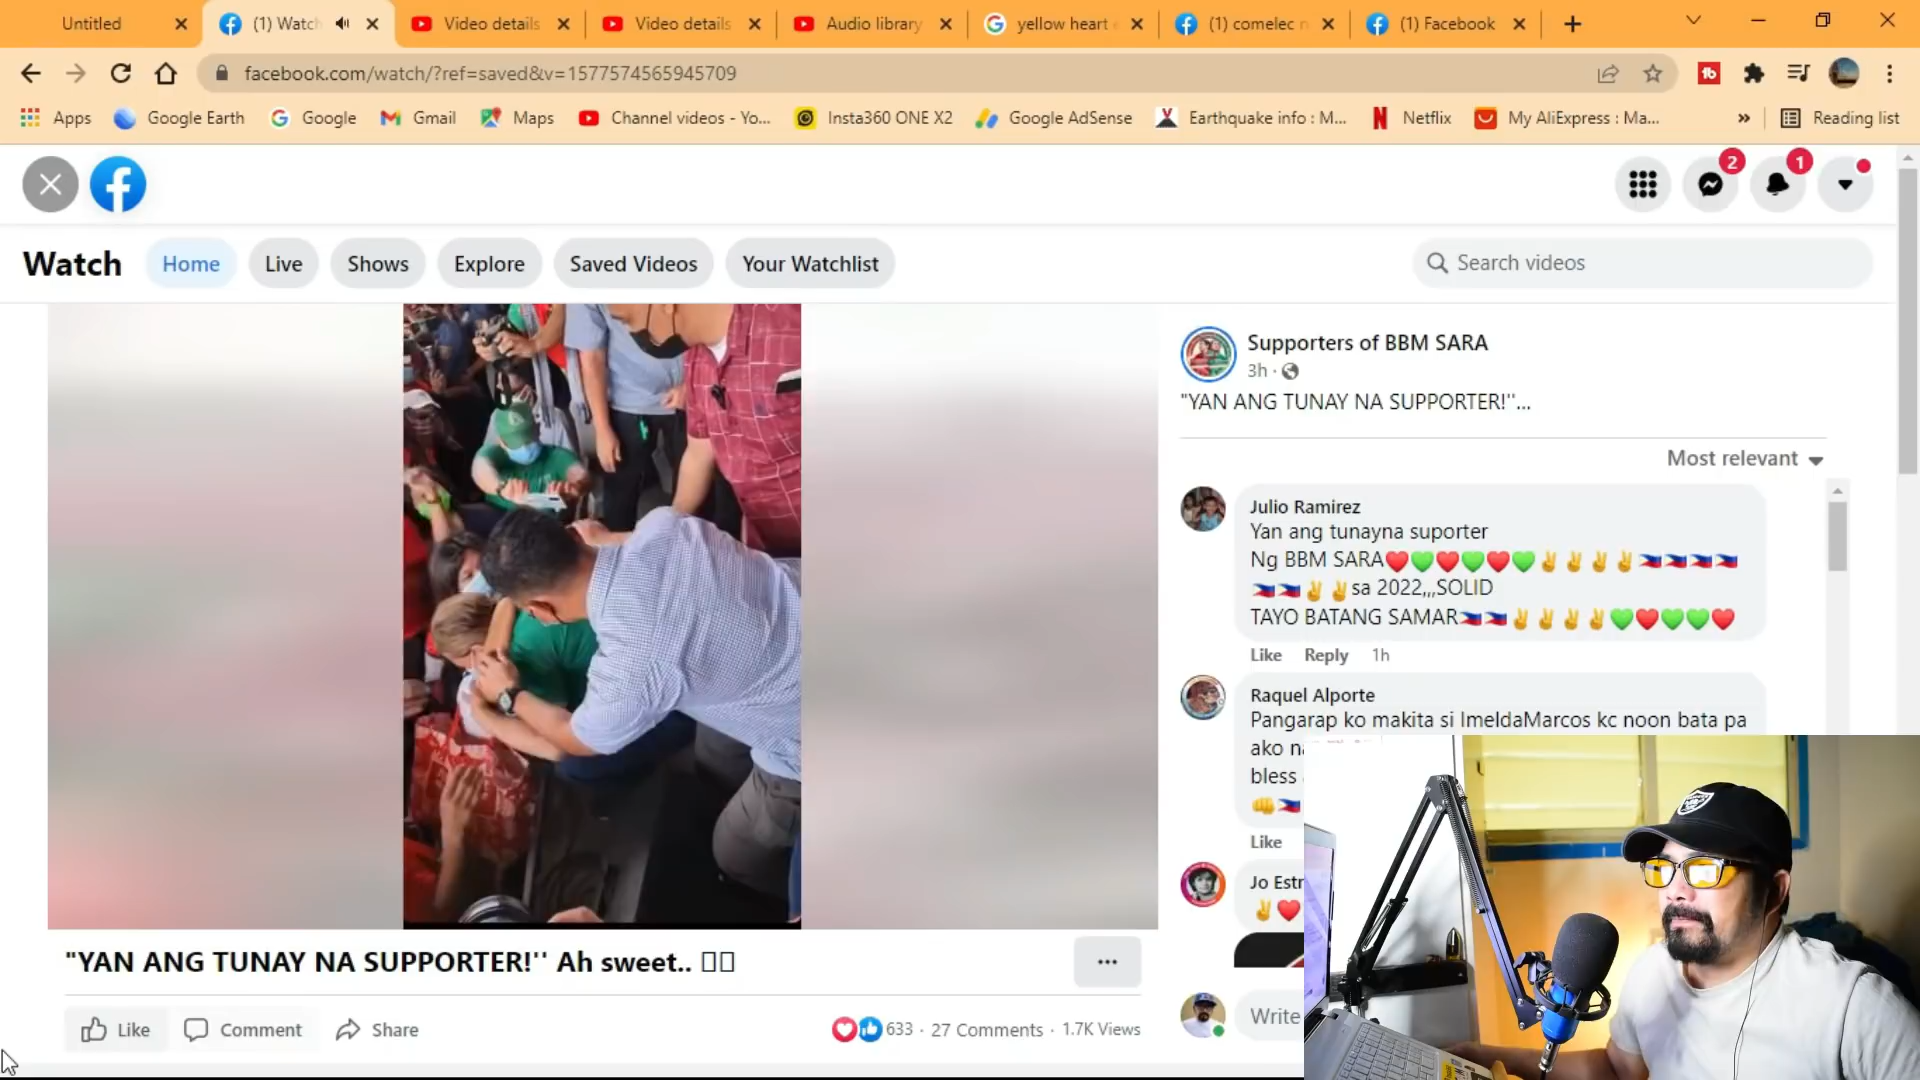 Untitled
(1) Watch
Video details
Video details
Audio library
yellow heart
(1) comelec
(1) Facebook
facebook.com/watch/?ref=saved&v=1577574565945709
Apps
Google Earth
Google
Gmail
Maps
Channel videos - Yo...
Insta360 ONE X2
Google AdSense
Earthquake info : M...
Netflix
My AliExpress : Ma...
Reading list
2
1
Watch
Home
Live
Shows
Explore
Saved Videos
Your Watchlist
Search videos
Supporters of BBM SARA
3h ·
"YAN ANG TUNAY NA SUPPORTER!''...
Most relevant
Julio Ramirez
Yan ang tunayna suporter
Ng BBM SARA❤️💚❤️💚❤️💚✌️✌️✌️✌️🇵🇭🇵🇭🇵🇭🇵🇭
🇵🇭🇵🇭✌️✌️sa 2022,,,SOLID
TAYO BATANG SAMAR🇵🇭🇵🇭✌️✌️✌️✌️💚❤️💚💚❤️
Like Reply 1h
Raquel Alporte
Pangarap ko makita si ImeldaMarcos kc noon bata pa
ako
bless
👊🇵🇭
Like
Jo Estr
✌️❤️
Write
"YAN ANG TUNAY NA SUPPORTER!'' Ah sweet.. ▯▯
Like
Comment
Share
633 · 27 Comments · 1.7K Views